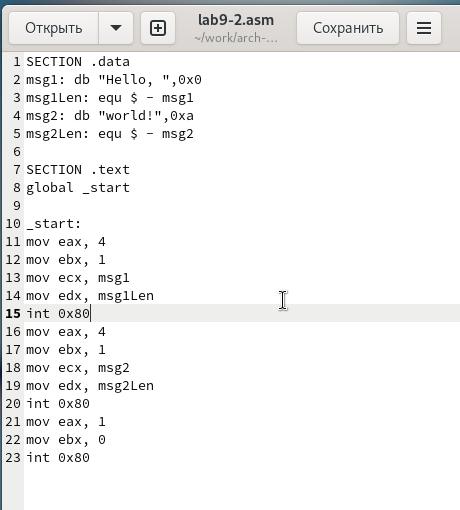 Открыть
lab9-2.asm
~/work/arch-...
Сохранить
1 SECTION .data
2 msg1: db "Hello, ",0x0
3 msg1Len: equ $ - msg1
4 msg2: db "world!",0xa
5 msg2Len: equ $ - msg2
6
7 SECTION .text
8 global _start
9
10 _start:
11 mov eax, 4
12 mov ebx, 1
13 mov ecx, msg1
14 mov edx, msg1Len
15 int 0x80
16 mov eax, 4
17 mov ebx, 1
18 mov ecx, msg2
19 mov edx, msg2Len
20 int 0x80
21 mov eax, 1
22 mov ebx, 0
23 int 0x80